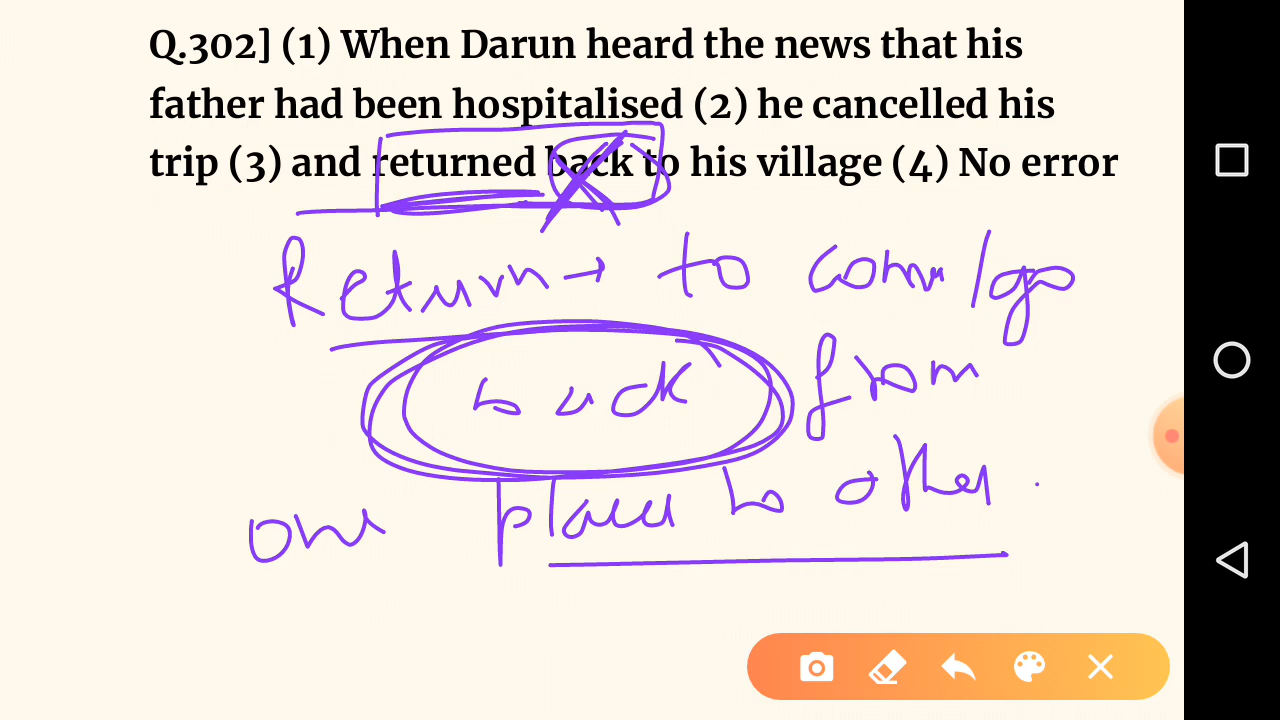 Q.302] (1) When Darun heard the news that his
father had been hospitalised (2) he cancelled his
trip (3) and returned back to his village (4) No error
Return → to come/go
back from
one place to other.